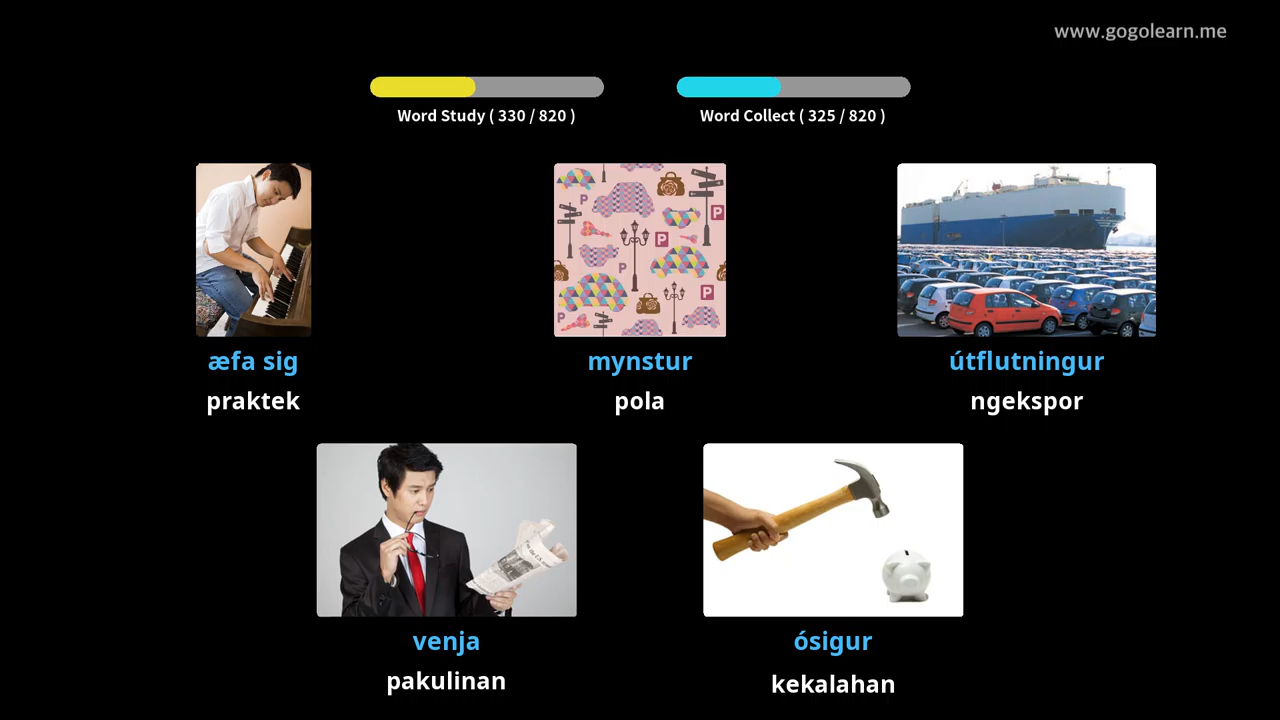 www.gogolearn.me
Word Study ( 330 / 820 )
Word Collect ( 325 / 820 )
P
P
P
P
P
P
æfa sig
mynstur
útflutningur
praktek
pola
ngekspor
venja
ósigur
pakulinan
kekalahan